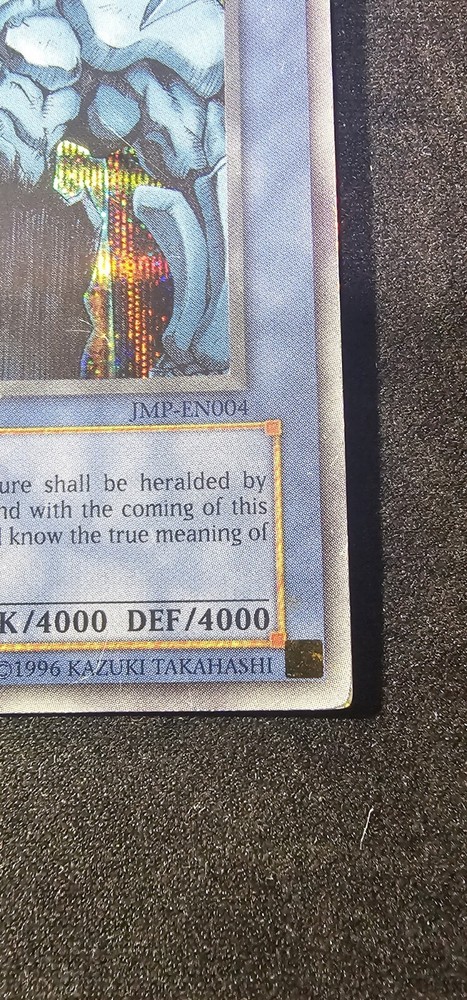 JMP-EN004
ure shall be heralded by
nd with the coming of this
know the true meaning of
K/4000 DEF/4000
©1996 KAZUKI TAKAHASHI